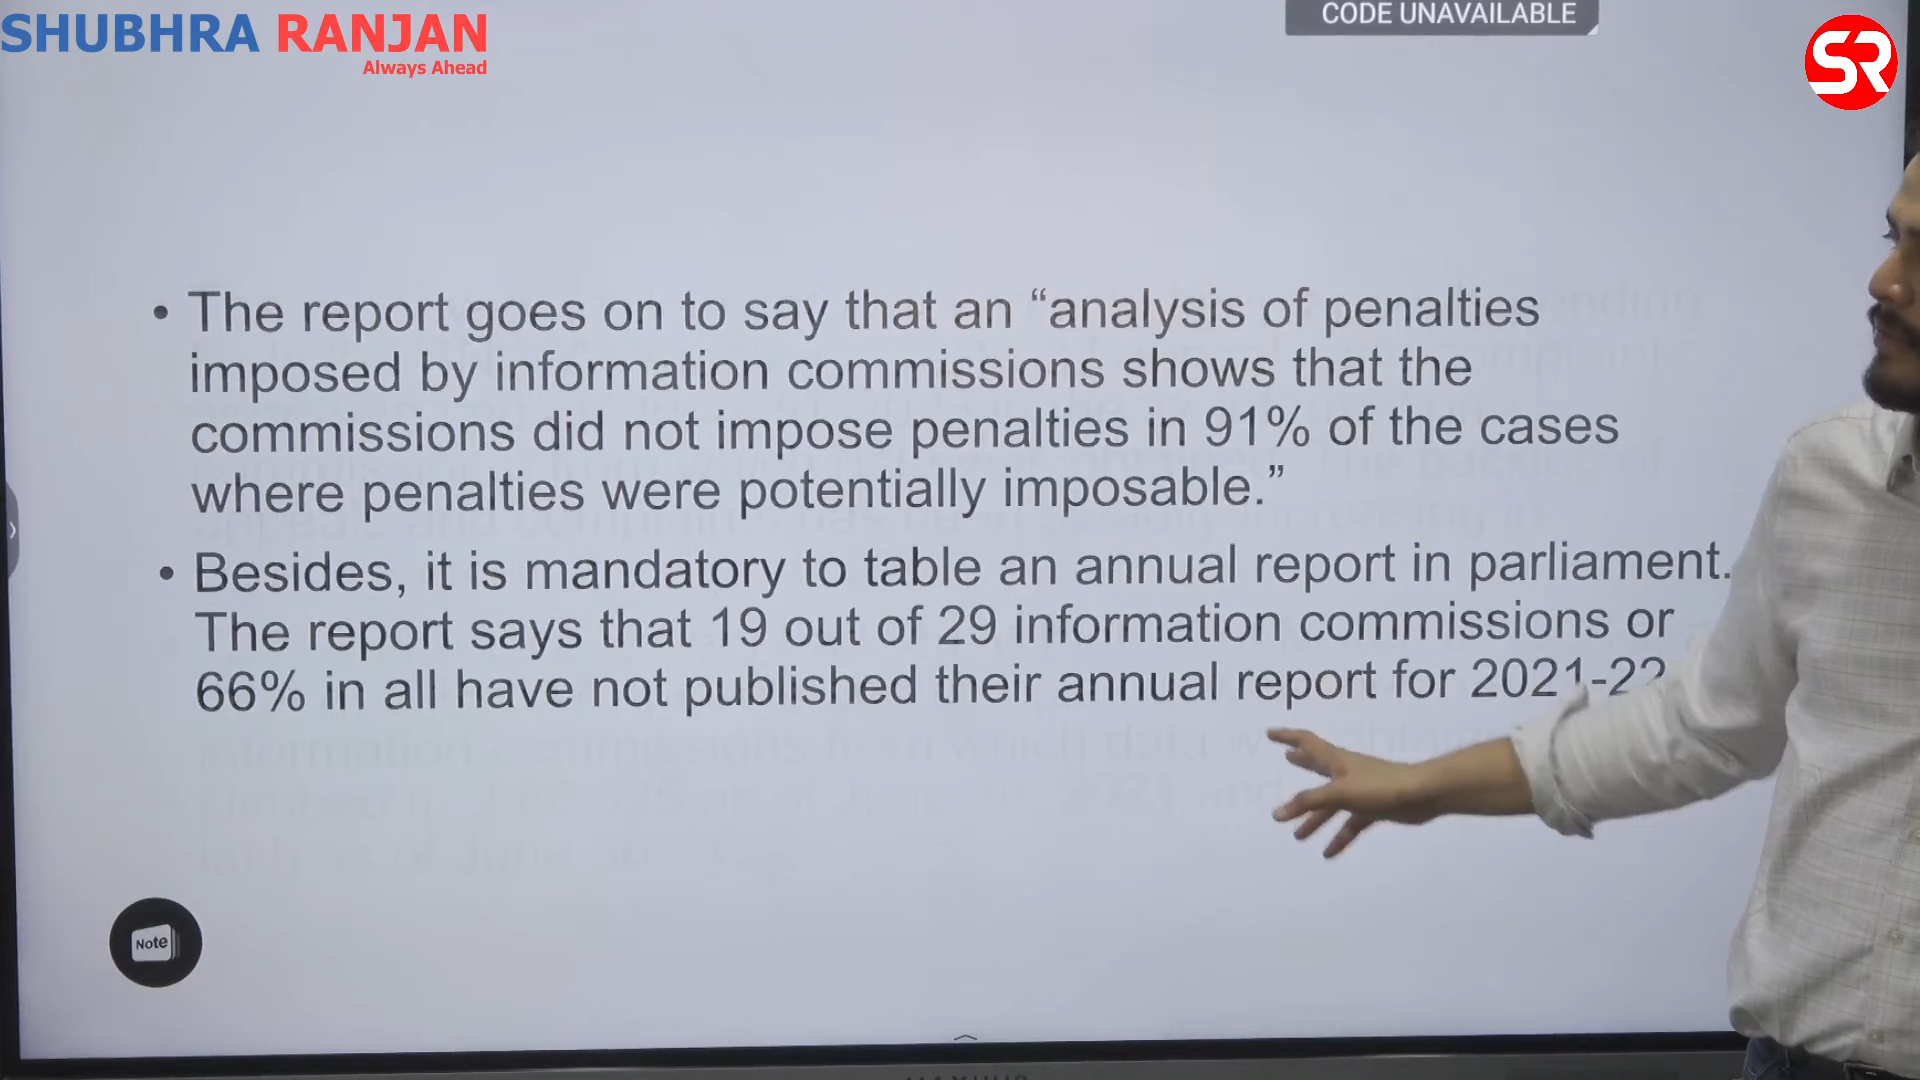 SHUBHRA RANJAN
Always Ahead
CODE UNAVAILABLE
SR
• The report goes on to say that an “analysis of penalties
imposed by information commissions shows that the
commissions did not impose penalties in 91% of the cases
where penalties were potentially imposable.”
• Besides, it is mandatory to table an annual report in parliament.
The report says that 19 out of 29 information commissions or
66% in all have not published their annual report for 2021-22
Note